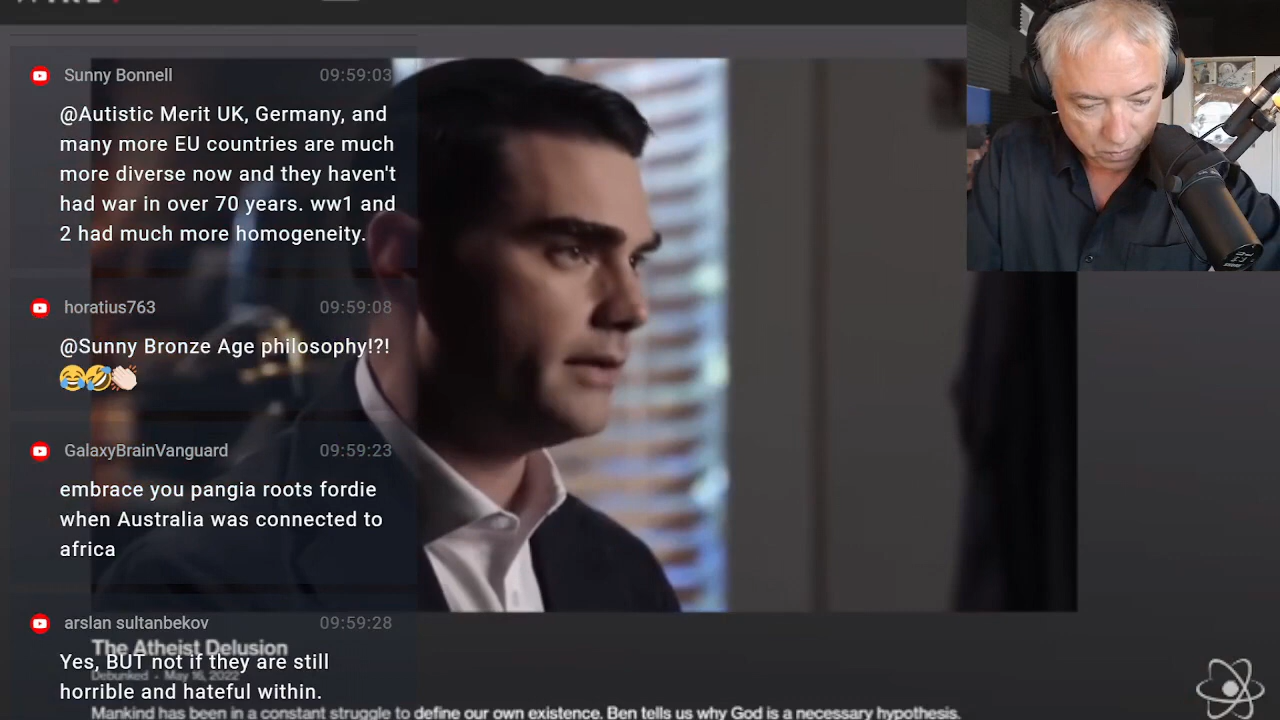 Sunny Bonnell 09:59:03
@Autistic Merit UK, Germany, and
many more EU countries are much
more diverse now and they haven't
had war in over 70 years. ww1 and
2 had much more homogeneity.
horatius763 09:59:08
@Sunny Bronze Age philosophy!?!
😂🤣👏🏻
GalaxyBrainVanguard 09:59:23
embrace you pangia roots fordie
when Australia was connected to
africa
arslan sultanbekov 09:59:28
The Atheist Delusion
Yes, BUT not if they are still
Debunked • May 16, 2022
horrible and hateful within.
Mankind has been in a constant struggle to define our own existence. Ben tells us why God is a necessary hypothesis.